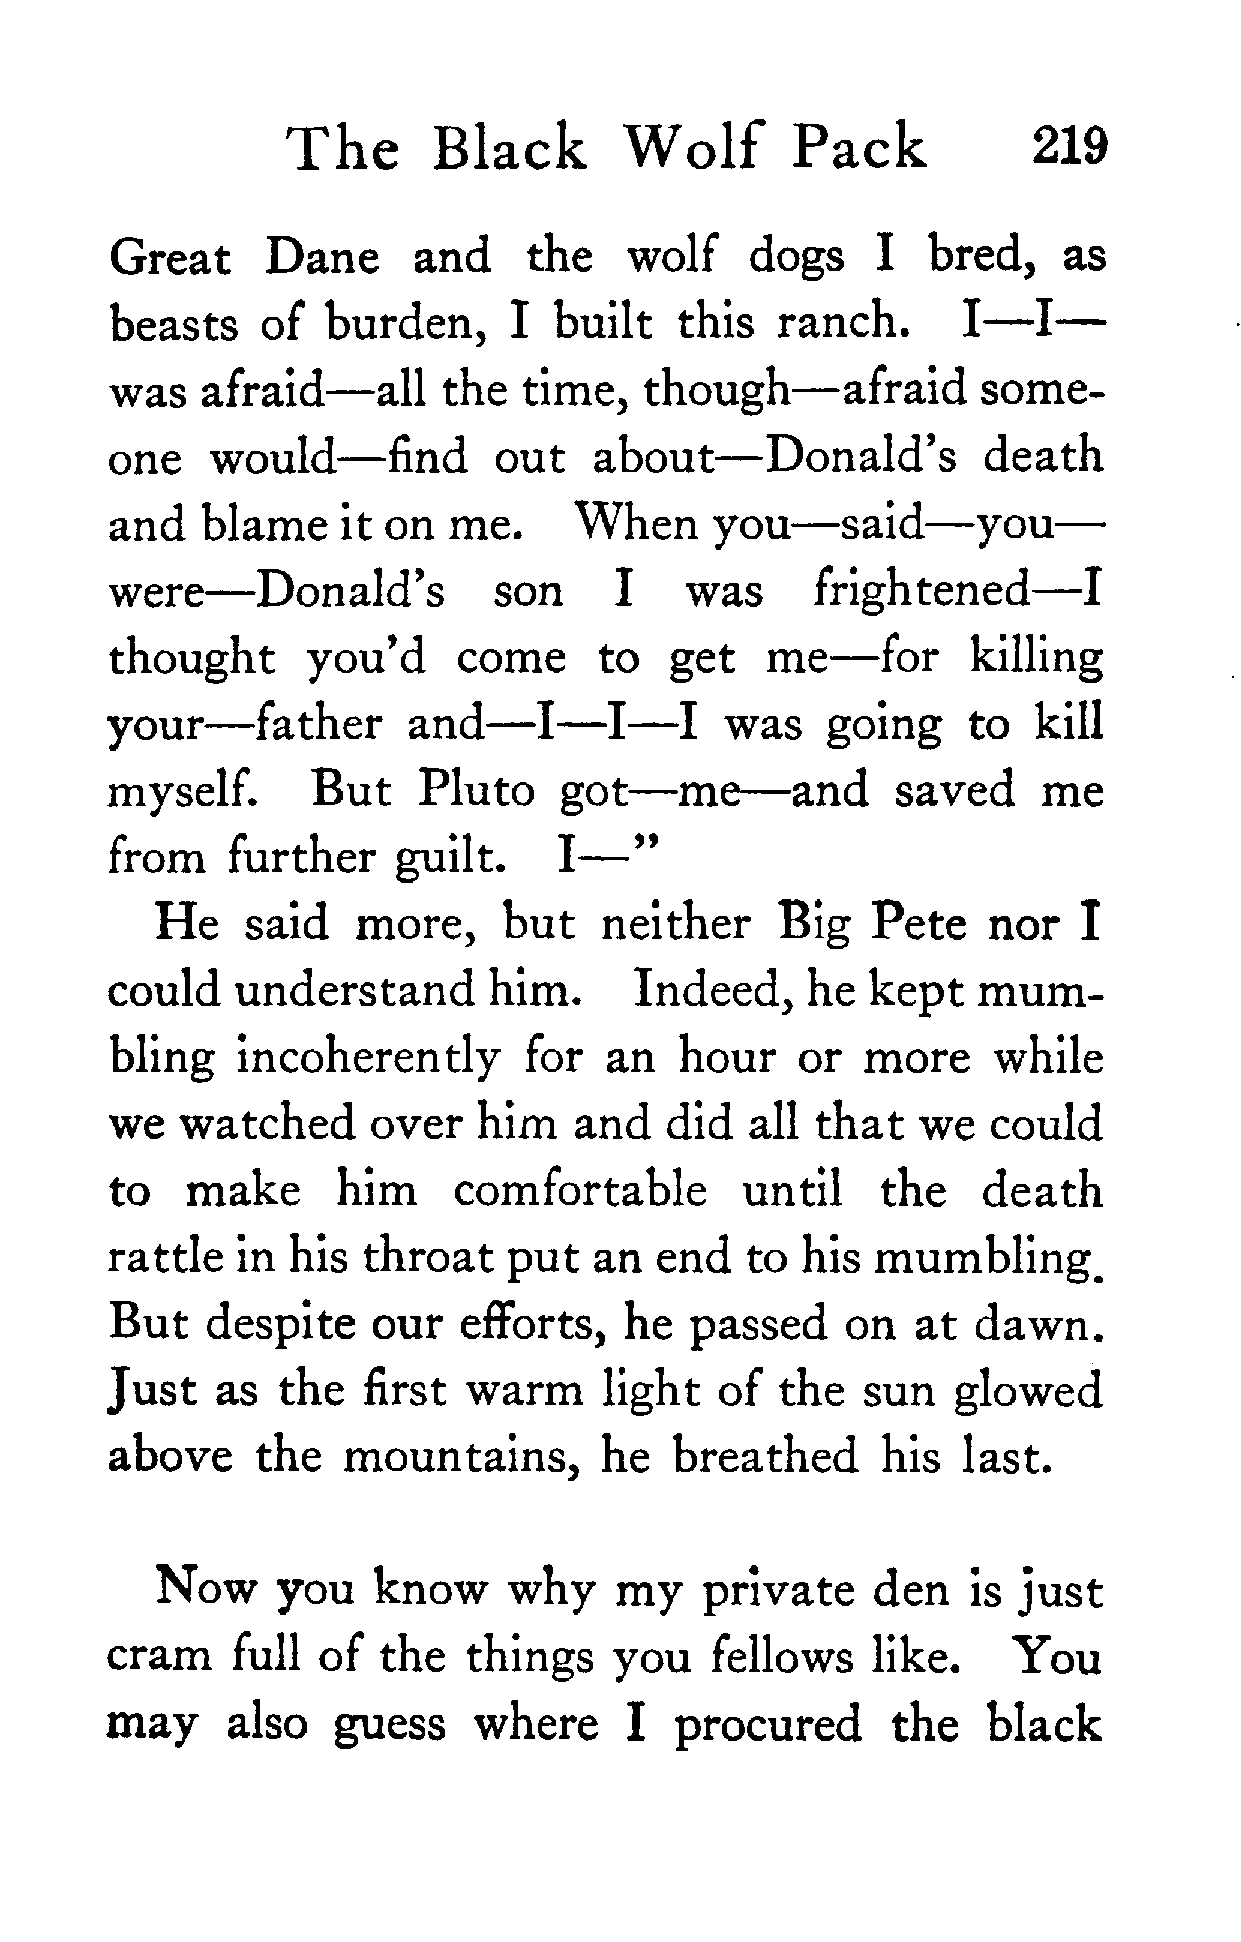 The Black Wolf Pack 219
Great Dane and the wolf dogs I bred, as
beasts of burden, I built this ranch. I—I—
was afraid—all the time, though—afraid some-
one would—find out about—Donald's death
and blame it on me. When you—said—you—
were—Donald's son I was frightened—I
thought you'd come to get me—for killing
your—father and—I—I—I was going to kill
myself. But Pluto got—me—and saved me
from further guilt. I—"
He said more, but neither Big Pete nor I
could understand him. Indeed, he kept mum-
bling incoherently for an hour or more while
we watched over him and did all that we could
to make him comfortable until the death
rattle in his throat put an end to his mumbling.
But despite our efforts, he passed on at dawn.
Just as the first warm light of the sun glowed
above the mountains, he breathed his last.
Now you know why my private den is just
cram full of the things you fellows like. You
may also guess where I procured the black